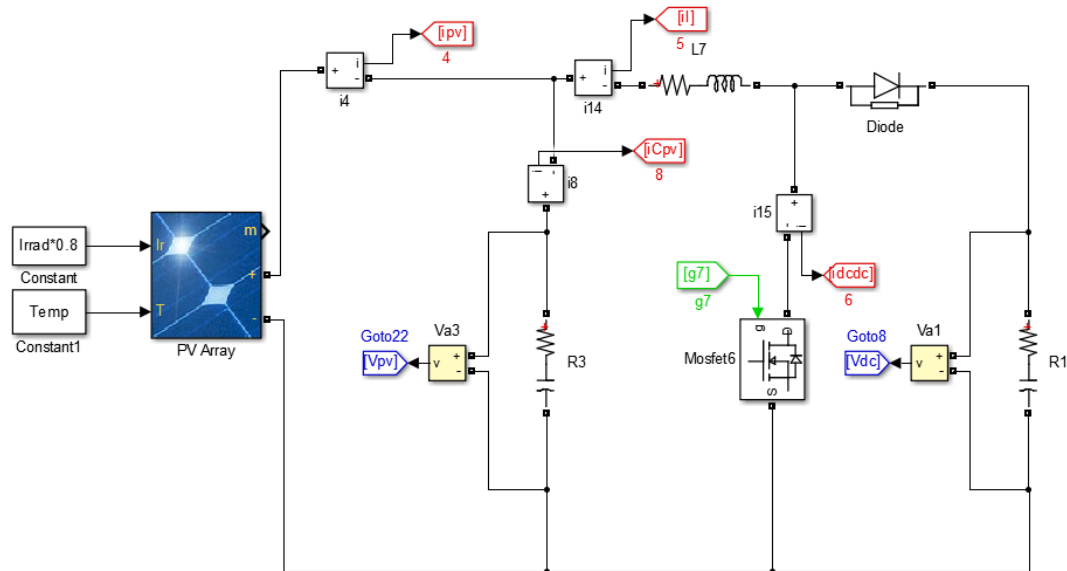 [ipv]
4
i
+
-
i4
[il]
5
i
+
-
i14
L7
Diode
[iCpv]
8
i
-
+
i8
i15
+
-
i
[idcdc]
6
Irrad*0.8
Constant
Temp
Constant1
Ir
T
m
+
-
PV Array
[g7]
g7
Goto22
[Vpv]
Va3
v
+
-
R3
Mosfet6
g
D
S
Goto8
[Vdc]
Va1
v
+
-
R1